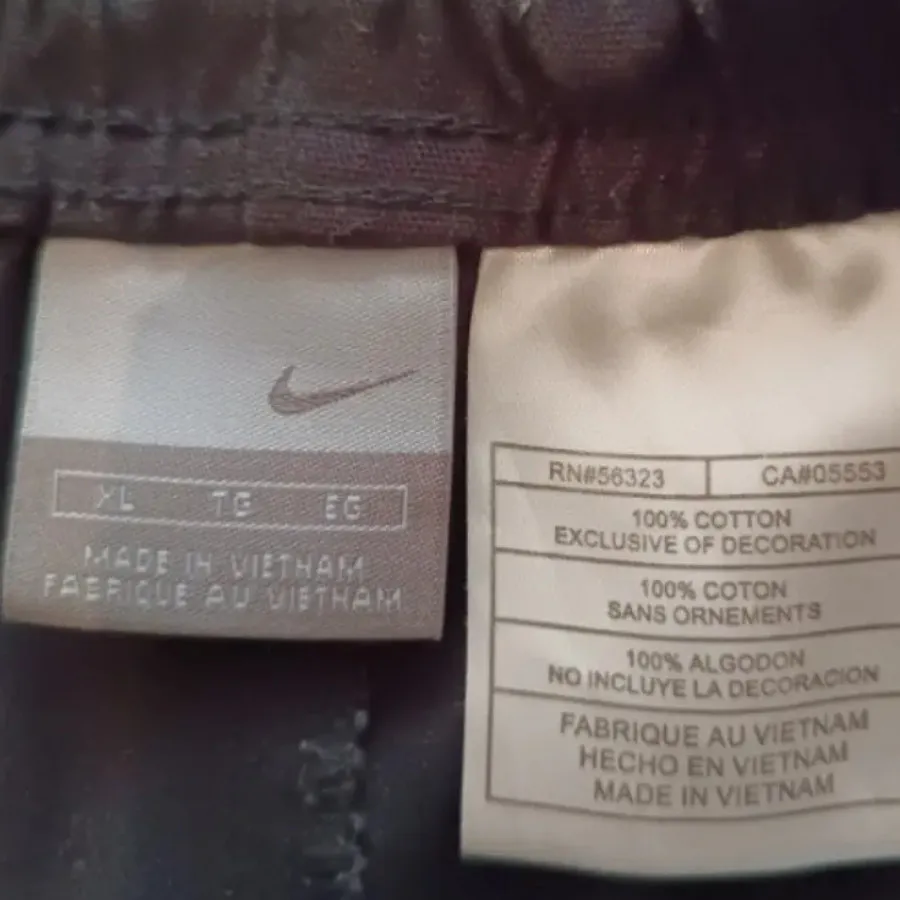 XL TG EG
MADE IN VIETNAM
FABRIQUE AU VIETNAM
RN#56323 CA#05553
100% COTTON
EXCLUSIVE OF DECORATION
100% COTON
SANS ORNEMENTS
100% ALGODON
NO INCLUYE LA DECORACION
FABRIQUE AU VIETNAM
HECHO EN VIETNAM
MADE IN VIETNAM